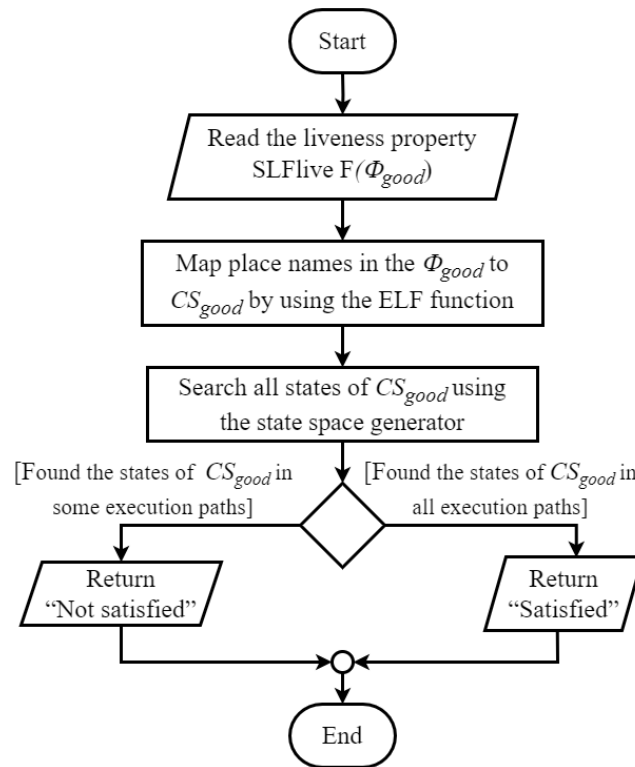 Start
Read the liveness property
SLFlive F(Φgood)
Map place names in the Φgood to
CSgood by using the ELF function
Search all states of CSgood using
the state space generator
[Found the states of CSgood in
some execution paths]
[Found the states of CSgood in
all execution paths]
Return
“Not satisfied”
Return
“Satisfied”
End